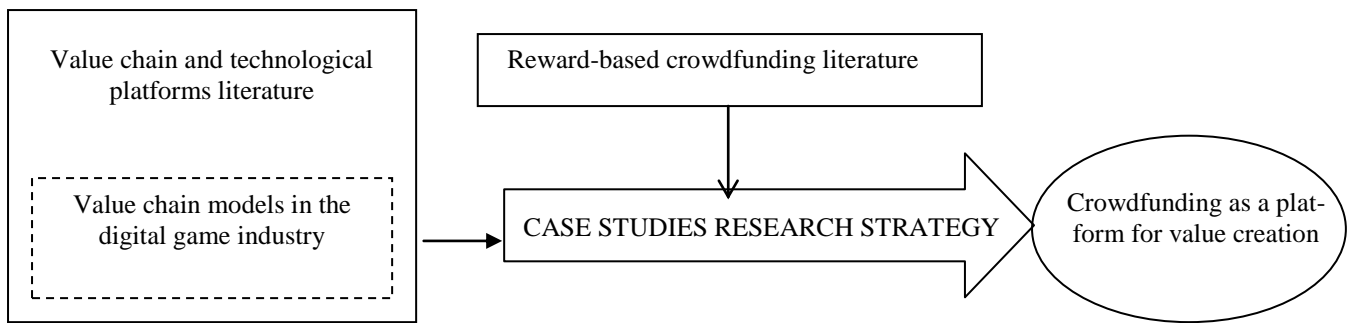 Value chain and technological
platforms literature
Value chain models in the
digital game industry
Reward-based crowdfunding literature
CASE STUDIES RESEARCH STRATEGY
Crowdfunding as a plat-
form for value creation